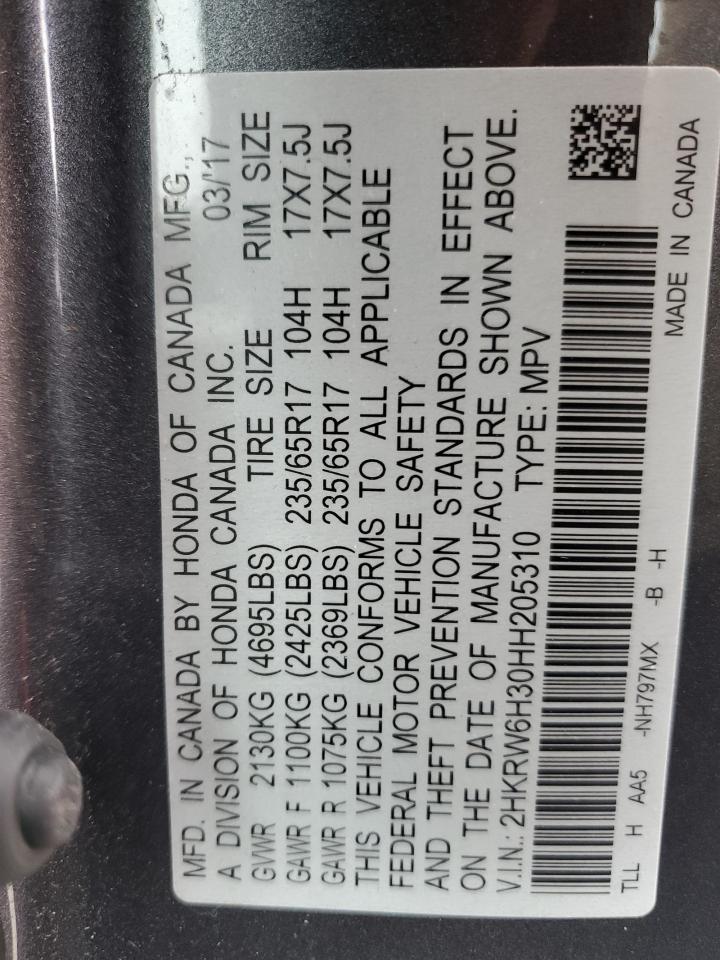 MFD. IN CANADA BY HONDA OF CANADA MFG.,
A DIVISION OF HONDA CANADA INC. 03/'17
GVWR 2130KG (4695LBS) TIRE SIZE RIM SIZE
GAWR F 1100KG (2425LBS) 235/65R17 104H 17X7.5J
GAWR R 1075KG (2369LBS) 235/65R17 104H 17X7.5J
THIS VEHICLE CONFORMS TO ALL APPLICABLE
FEDERAL MOTOR VEHICLE SAFETY
AND THEFT PREVENTION STANDARDS IN EFFECT
ON THE DATE OF MANUFACTURE SHOWN ABOVE.
V.I.N.: 2HKRW6H30HH205310 TYPE: MPV
TLL H AA5 -NH797MX -B -H MADE IN CANADA